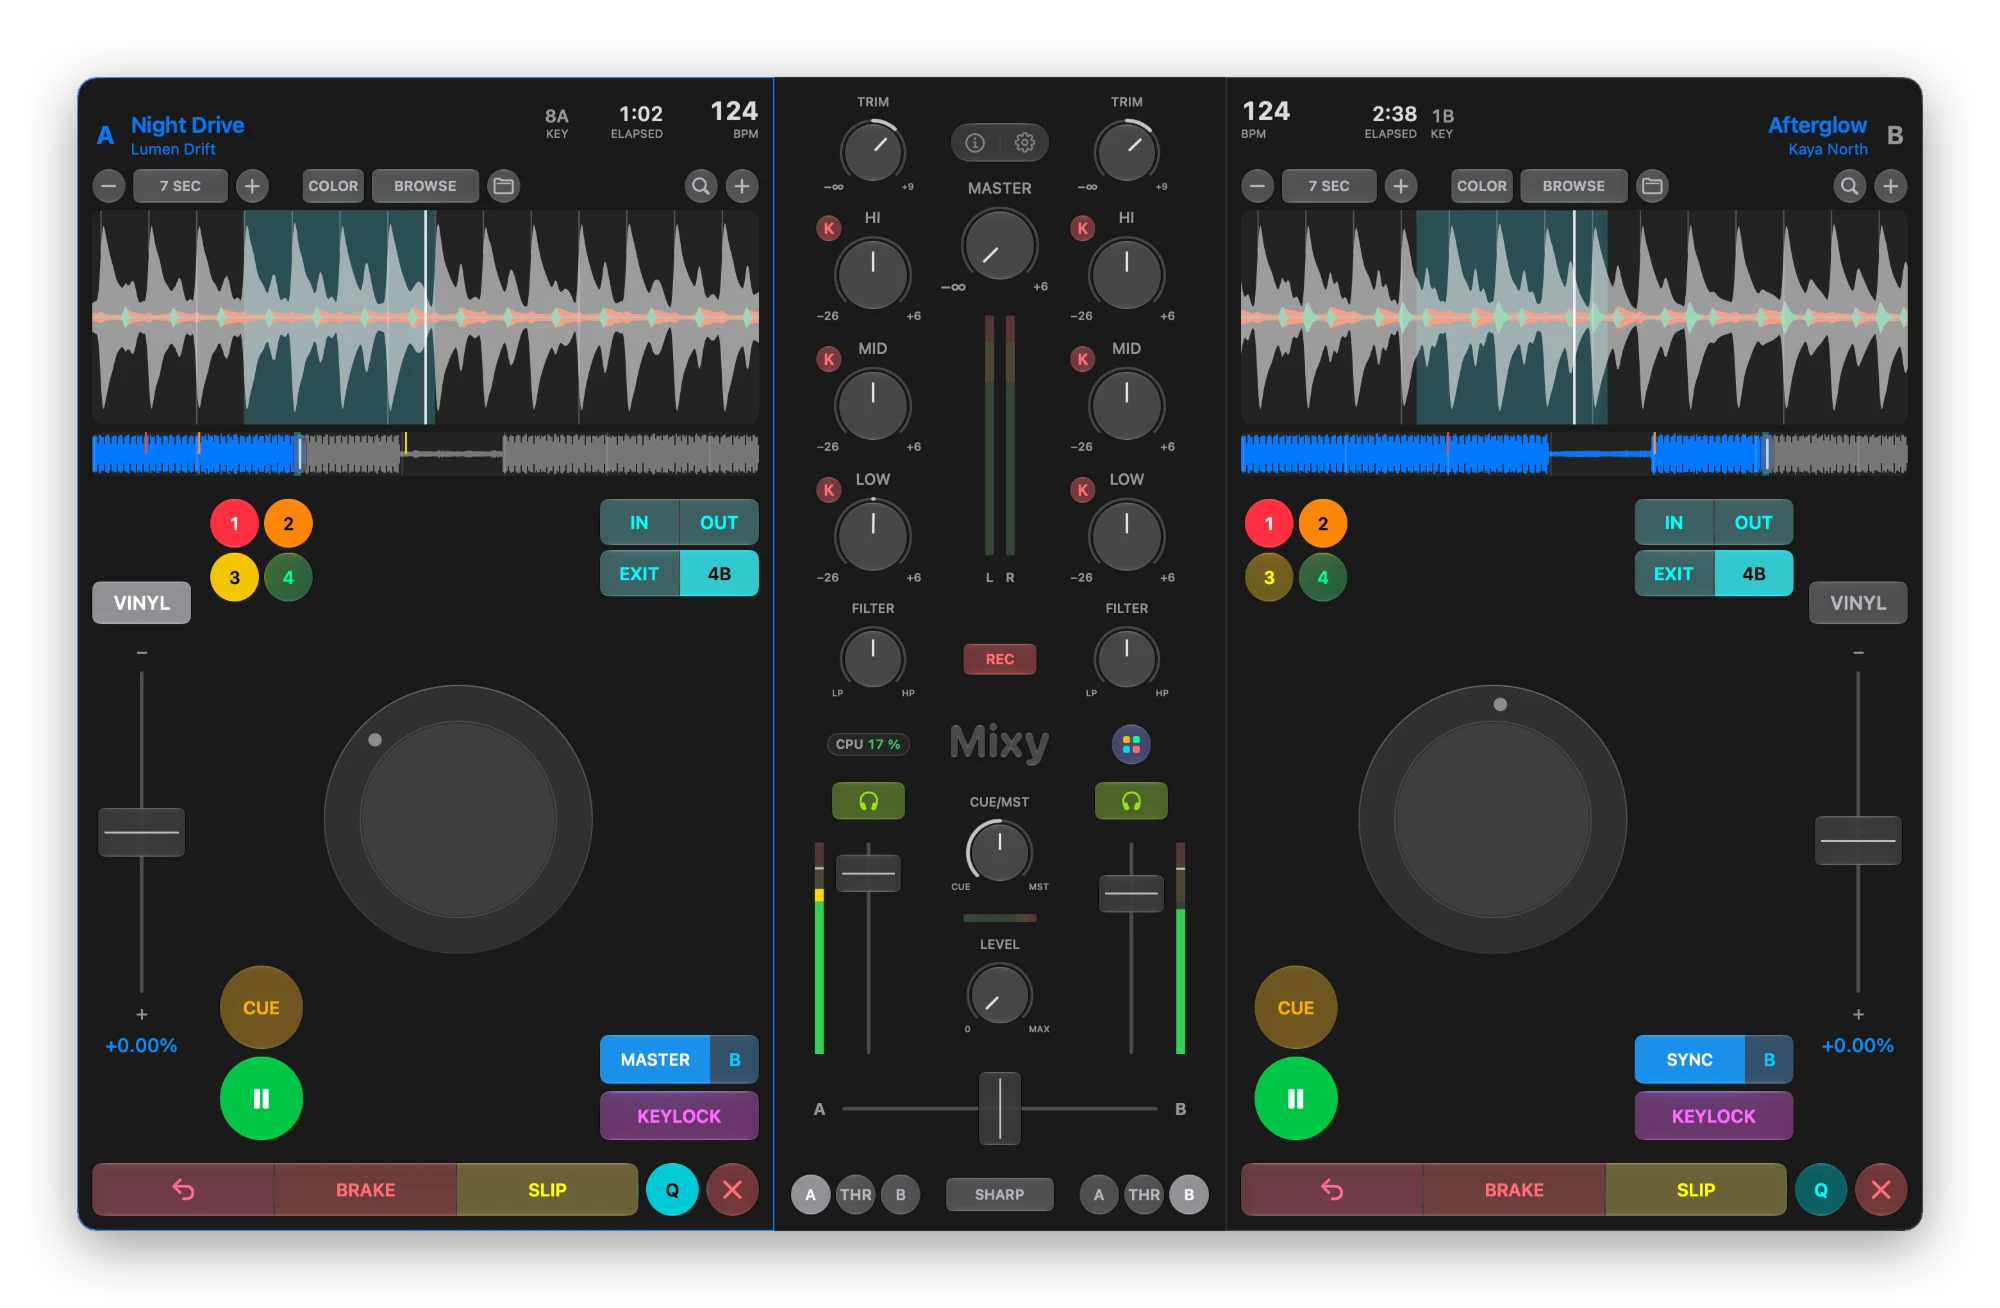 A
Night Drive
Lumen Drift
8A
KEY
1:02
ELAPSED
124
BPM
7 SEC
COLOR
BROWSE
1
2
3
4
IN
OUT
EXIT
4B
VINYL
−
+
+0.00%
CUE
MASTER
B
KEYLOCK
BRAKE
SLIP
Q
TRIM
−∞
+9
K
HI
−26
+6
K
MID
−26
+6
K
LOW
−26
+6
FILTER
LP
HP
CPU 17 %
MASTER
−∞
+6
L R
REC
Mixy
CUE/MST
CUE
MST
LEVEL
0
MAX
TRIM
−∞
+9
K
HI
−26
+6
K
MID
−26
+6
K
LOW
−26
+6
FILTER
LP
HP
A
B
A
THR
B
SHARP
A
THR
B
124
BPM
2:38
ELAPSED
1B
KEY
Afterglow
Kaya North
B
7 SEC
COLOR
BROWSE
1
2
3
4
IN
OUT
EXIT
4B
VINYL
−
+
+0.00%
CUE
SYNC
B
KEYLOCK
BRAKE
SLIP
Q